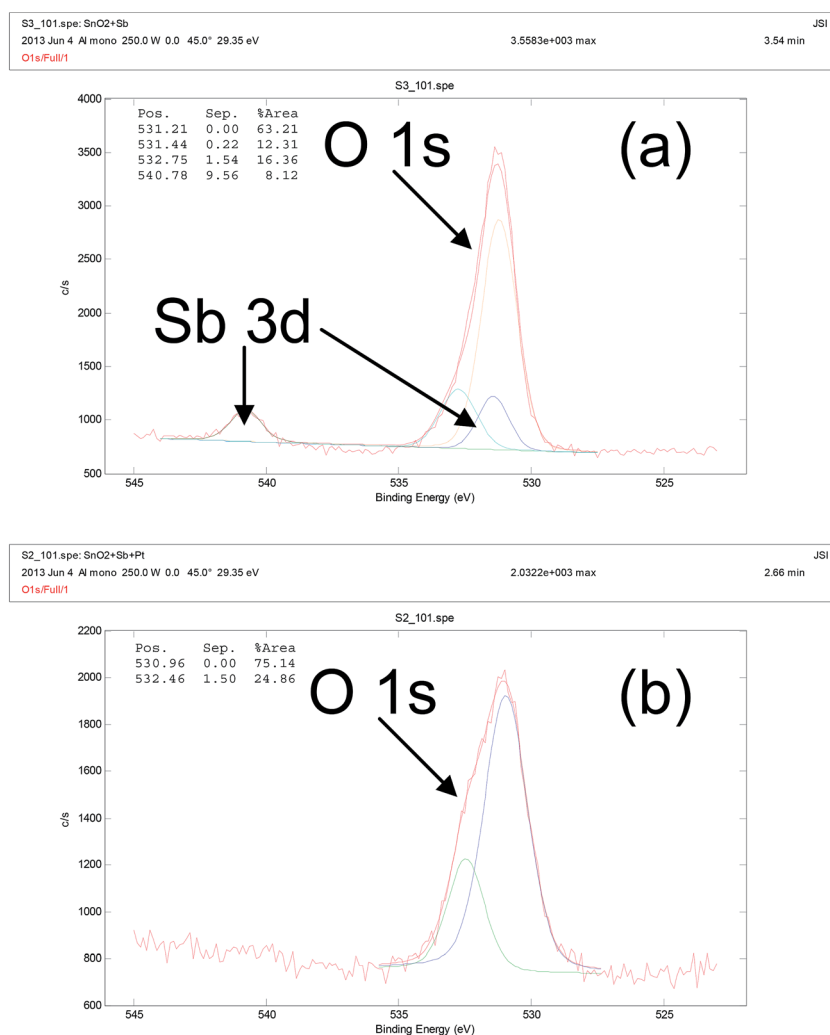 S3_101.spe: SnO2+Sb JSI
2013 Jun 4 Al mono 250.0 W 0.0 45.0° 29.35 eV 3.5583e+003 max 3.54 min
O1s/Full/1
S3_101.spe
Pos. Sep. %Area
531.21 0.00 63.21
531.44 0.22 12.31
532.75 1.54 16.36
540.78 9.56 8.12
O 1s
(a)
Sb 3d
4000
3500
3000
2500
2000
1500
1000
500
c/s
545 540 535 530 525
Binding Energy (eV)
S2_101.spe: SnO2+Sb+Pt JSI
2013 Jun 4 Al mono 250.0 W 0.0 45.0° 29.35 eV 2.0322e+003 max 2.66 min
O1s/Full/1
S2_101.spe
Pos. Sep. %Area
530.96 0.00 75.14
532.46 1.50 24.86
O 1s
(b)
2200
2000
1800
1600
1400
1200
1000
800
600
c/s
545 540 535 530 525
Binding Energy (eV)